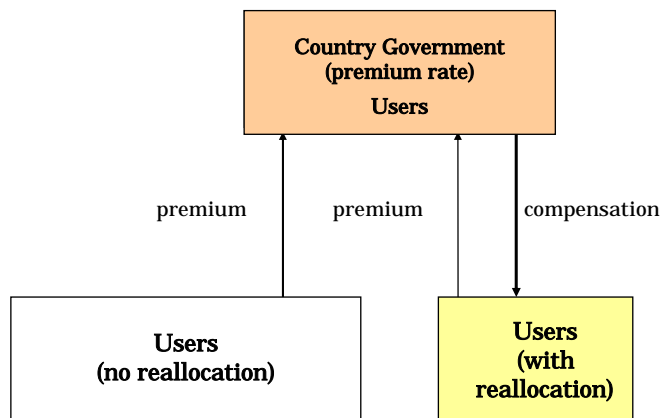 Country Government
(premium rate)
Users
premium
premium
compensation
Users
(no reallocation)
Users
(with
reallocation)